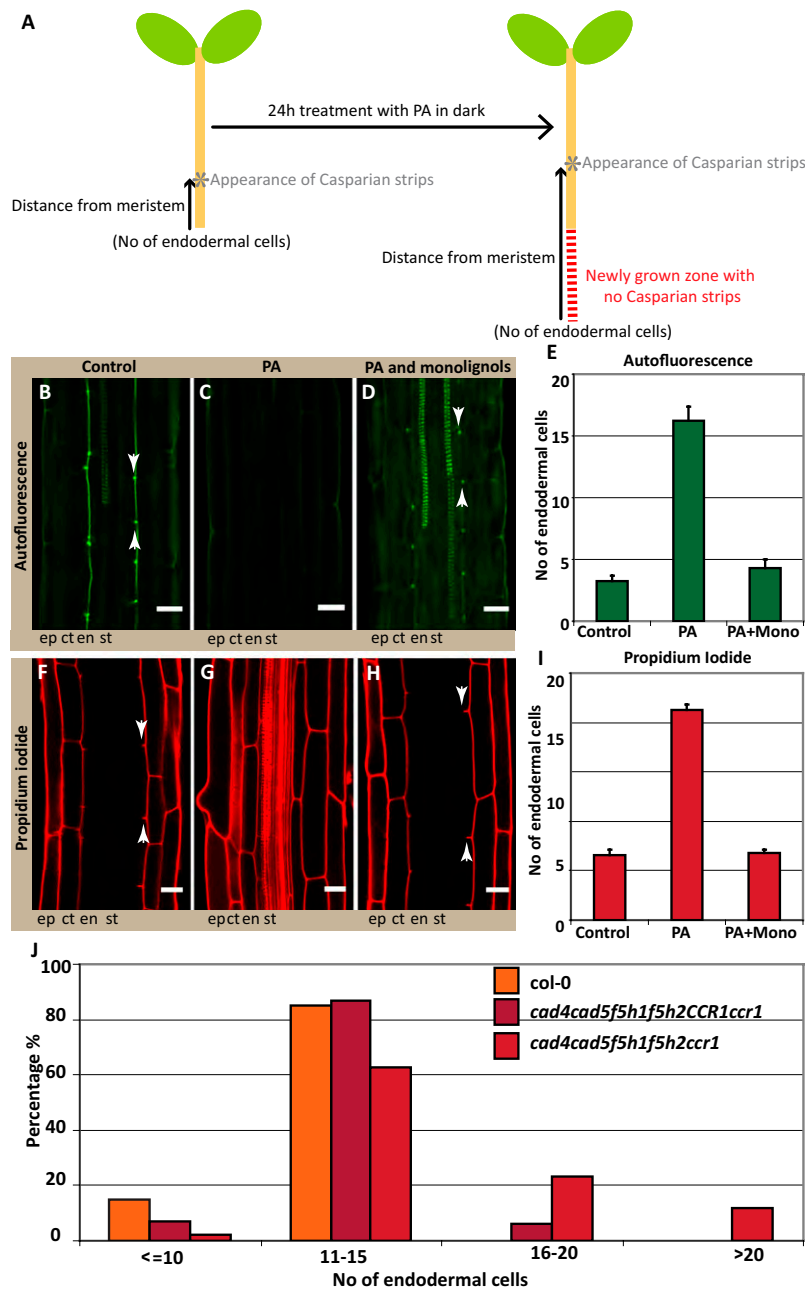 A
24h treatment with PA in dark
Appearance of Casparian strips
Appearance of Casparian strips
Distance from meristem
(No of endodermal cells)
Distance from meristem
Newly grown zone with
no Casparian strips
(No of endodermal cells)
Control
PA
PA and monolignols
Autofluorescence
B
C
D
ep ct en st
ep ct en st
ep ct en st
E
Autofluorescence
No of endodermal cells
20
15
10
5
0
Control
PA
PA+Mono
Propidium iodide
F
G
H
ep ct en st
epcten st
ep ct en st
I
Propidium Iodide
No of endodermal cells
20
15
10
5
0
Control
PA
PA+Mono
J
Percentage %
100
80
60
40
20
0
col-0
cad4cad5f5h1f5h2CCR1ccr1
cad4cad5f5h1f5h2ccr1
<=10
11-15
16-20
>20
No of endodermal cells